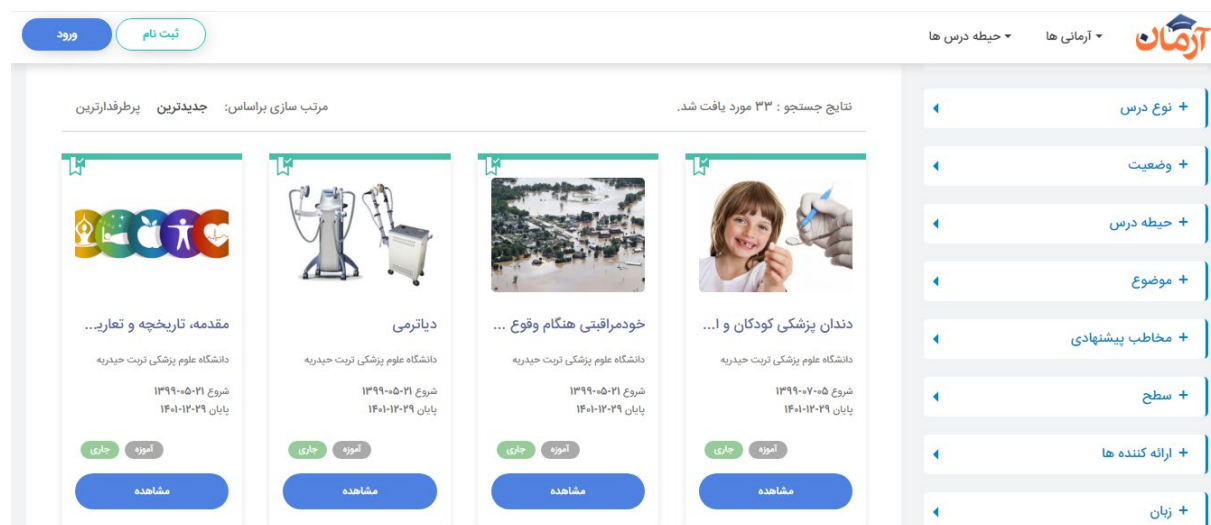 آرمان
آرمانی ها
حیطه درس ها
ثبت نام
ورود
+ نوع درس
+ وضعیت
+ حیطه درس
+ موضوع
+ مخاطب پیشنهادی
+ سطح
+ ارائه کننده ها
+ زبان
نتایج جستجو : ۳۳ مورد یافت شد.
مرتب سازی براساس: جدیدترین پرطرفدارترین
دندان پزشکی کودکان و ا...
دانشگاه علوم پزشکی تربت حیدریه
شروع ۰۵-۰۷-۱۳۹۹
پایان ۲۹-۱۲-۱۴۰۱
آموزه جاری
مشاهده
خودمراقبتی هنگام وقوع ...
دانشگاه علوم پزشکی تربت حیدریه
شروع ۲۱-۰۵-۱۳۹۹
پایان ۲۹-۱۲-۱۴۰۱
آموزه جاری
مشاهده
دیاترمی
دانشگاه علوم پزشکی تربت حیدریه
شروع ۲۱-۰۵-۱۳۹۹
پایان ۲۹-۱۲-۱۴۰۱
آموزه جاری
مشاهده
مقدمه، تاریخچه و تعاریـ...
دانشگاه علوم پزشکی تربت حیدریه
شروع ۲۱-۰۵-۱۳۹۹
پایان ۲۹-۱۲-۱۴۰۱
آموزه جاری
مشاهده